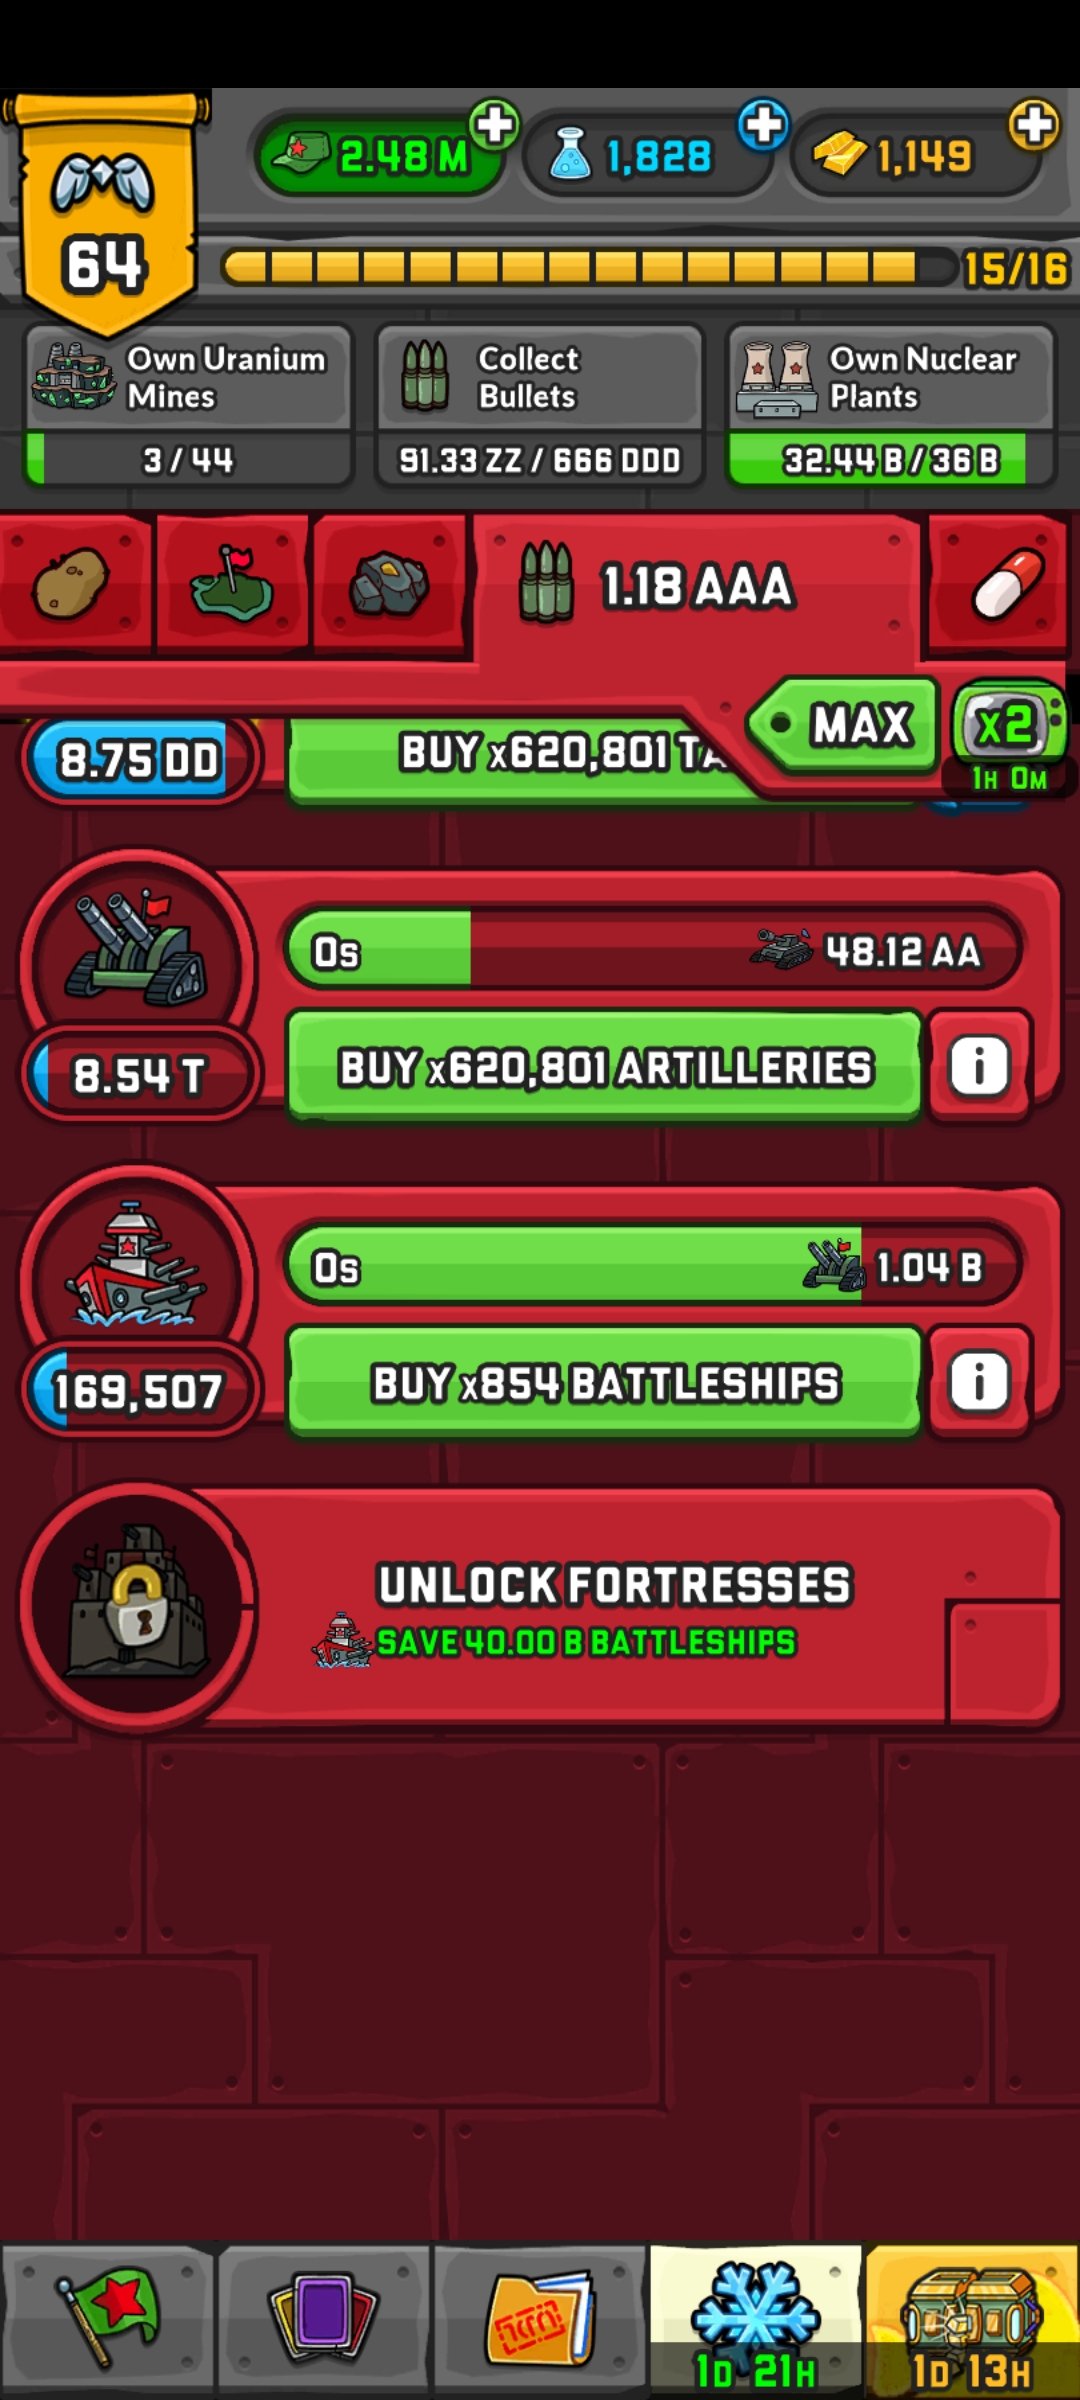 2.48 M
1,828
1,149
64
15/16
Own Uranium
Mines
3 / 44
Collect
Bullets
91.33 ZZ / 666 DDD
Own Nuclear
Plants
32.44 B / 36 B
1.18 AAA
MAX
x2
1H 0M
8.75 DD
BUY x620,801 TA
0s
48.12 AA
8.54 T
BUY x620,801 ARTILLERIES
i
0s
1.04 B
169,507
BUY x854 BATTLESHIPS
i
UNLOCK FORTRESSES
SAVE 40.00 B BATTLESHIPS
1D 21H
1D 13H